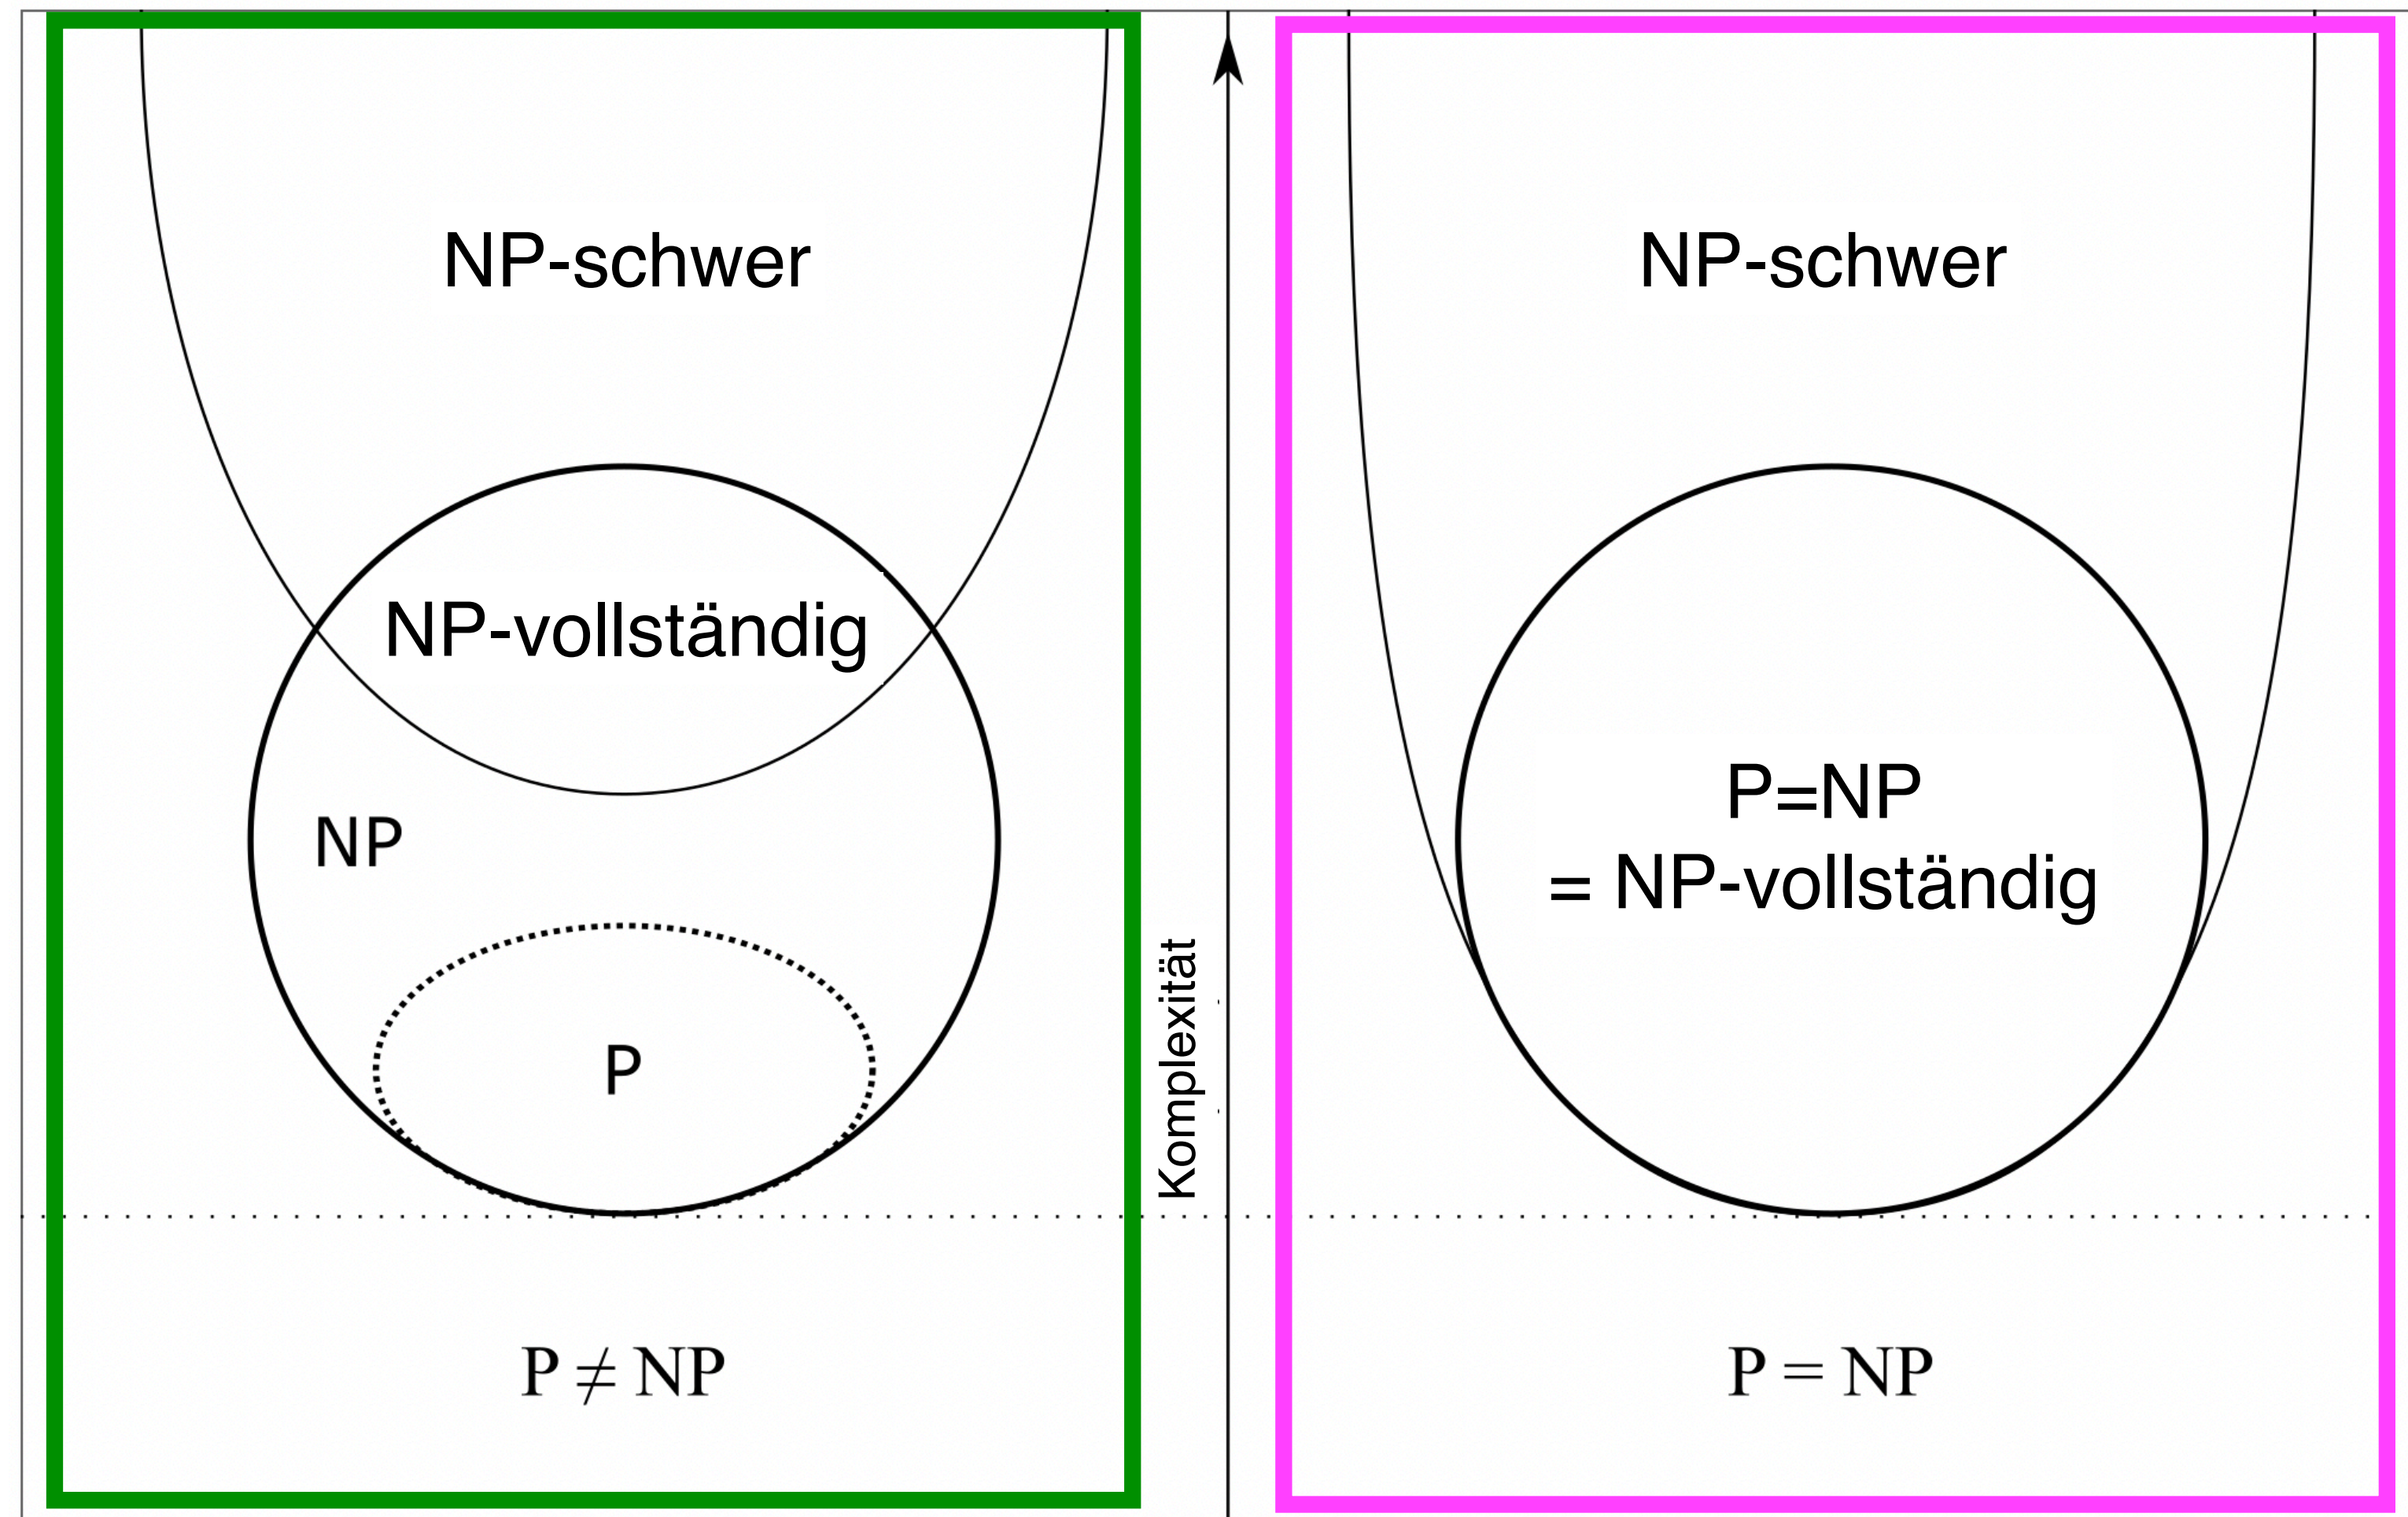 NP-schwer
NP-vollständig
NP
P
P ≠ NP
Komplexität
NP-schwer
P=NP
= NP-vollständig
P = NP